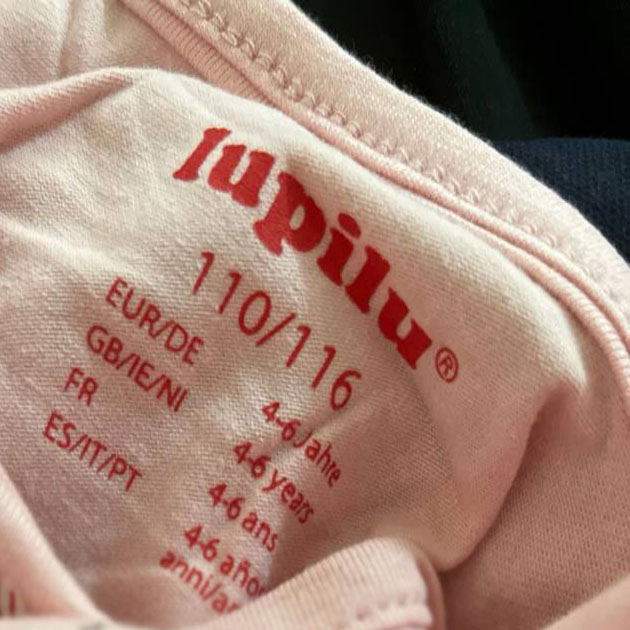 lupilu®
110/116
EUR/DE 4-6 Jahre
GB/IE/NI 4-6 years
FR 4-6 ans
ES/IT/PT 4-6
anni/